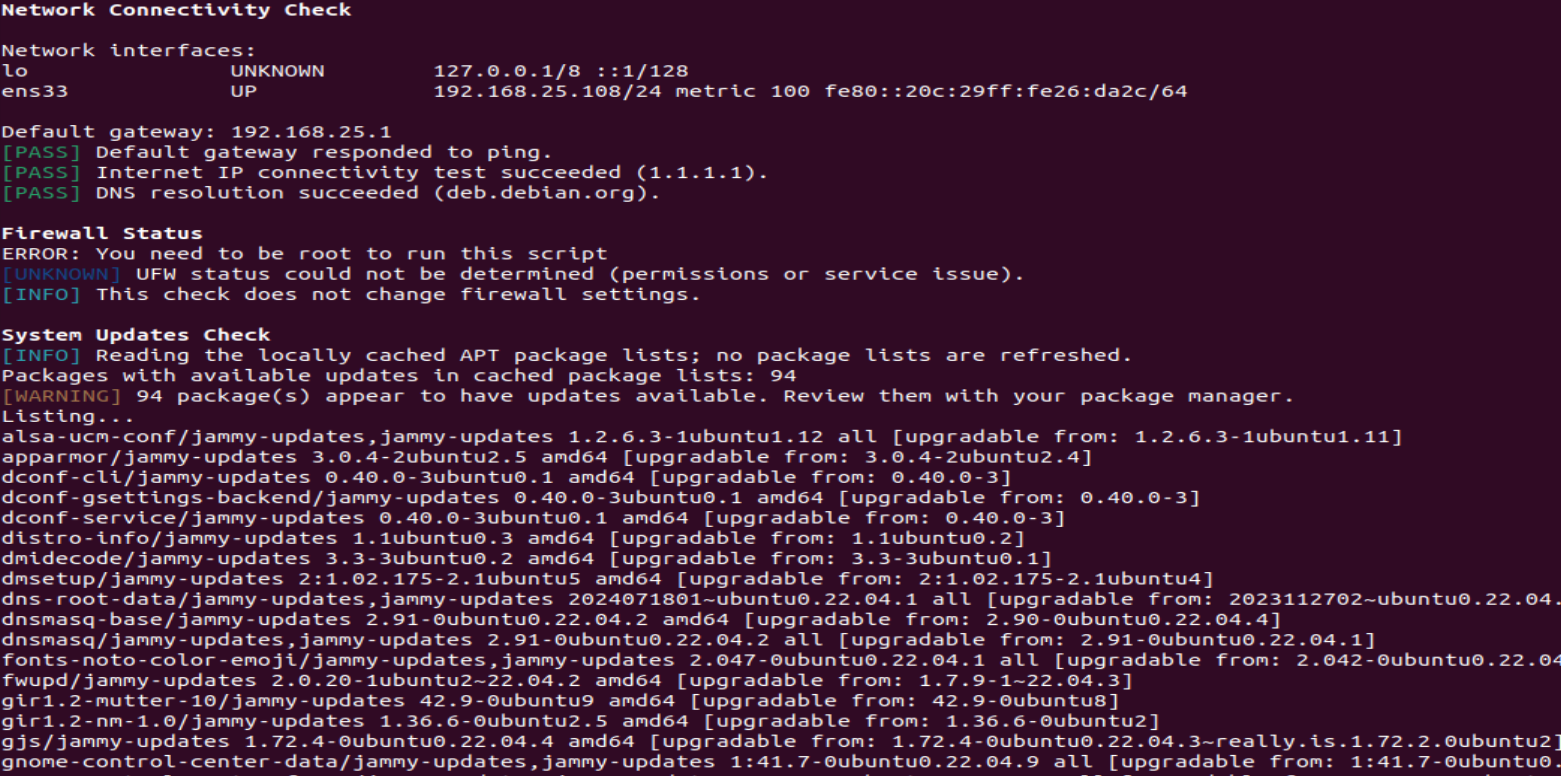 Network Connectivity Check
Network interfaces:
lo UNKNOWN 127.0.0.1/8 ::1/128
ens33 UP 192.168.25.108/24 metric 100 fe80::20c:29ff:fe26:da2c/64
Default gateway: 192.168.25.1
[PASS] Default gateway responded to ping.
[PASS] Internet IP connectivity test succeeded (1.1.1.1).
[PASS] DNS resolution succeeded (deb.debian.org).
Firewall Status
ERROR: You need to be root to run this script
[UNKNOWN] UFW status could not be determined (permissions or service issue).
[INFO] This check does not change firewall settings.
System Updates Check
[INFO] Reading the locally cached APT package lists; no package lists are refreshed.
Packages with available updates in cached package lists: 94
[WARNING] 94 package(s) appear to have updates available. Review them with your package manager.
Listing...
alsa-ucm-conf/jammy-updates,jammy-updates 1.2.6.3-1ubuntu1.12 all [upgradable from: 1.2.6.3-1ubuntu1.11]
apparmor/jammy-updates 3.0.4-2ubuntu2.5 amd64 [upgradable from: 3.0.4-2ubuntu2.4]
dconf-cli/jammy-updates 0.40.0-3ubuntu0.1 amd64 [upgradable from: 0.40.0-3]
dconf-gsettings-backend/jammy-updates 0.40.0-3ubuntu0.1 amd64 [upgradable from: 0.40.0-3]
dconf-service/jammy-updates 0.40.0-3ubuntu0.1 amd64 [upgradable from: 0.40.0-3]
distro-info/jammy-updates 1.1ubuntu0.3 amd64 [upgradable from: 1.1ubuntu0.2]
dmidecode/jammy-updates 3.3-3ubuntu0.2 amd64 [upgradable from: 3.3-3ubuntu0.1]
dmsetup/jammy-updates 2:1.02.175-2.1ubuntu5 amd64 [upgradable from: 2:1.02.175-2.1ubuntu4]
dns-root-data/jammy-updates,jammy-updates 2024071801~ubuntu0.22.04.1 all [upgradable from: 2023112702~ubuntu0.22.04.
dnsmasq-base/jammy-updates 2.91-0ubuntu0.22.04.2 amd64 [upgradable from: 2.90-0ubuntu0.22.04.4]
dnsmasq/jammy-updates,jammy-updates 2.91-0ubuntu0.22.04.2 all [upgradable from: 2.91-0ubuntu0.22.04.1]
fonts-noto-color-emoji/jammy-updates,jammy-updates 2.047-0ubuntu0.22.04.1 all [upgradable from: 2.042-0ubuntu0.22.04
fwupd/jammy-updates 2.0.20-1ubuntu2~22.04.2 amd64 [upgradable from: 1.7.9-1~22.04.3]
gir1.2-mutter-10/jammy-updates 42.9-0ubuntu9 amd64 [upgradable from: 42.9-0ubuntu8]
gir1.2-nm-1.0/jammy-updates 1.36.6-0ubuntu2.5 amd64 [upgradable from: 1.36.6-0ubuntu2]
gjs/jammy-updates 1.72.4-0ubuntu0.22.04.4 amd64 [upgradable from: 1.72.4-0ubuntu0.22.04.3~really.is.1.72.2.0ubuntu2]
gnome-control-center-data/jammy-updates,jammy-updates 1:41.7-0ubuntu0.22.04.9 all [upgradable from: 1:41.7-0ubuntu0.